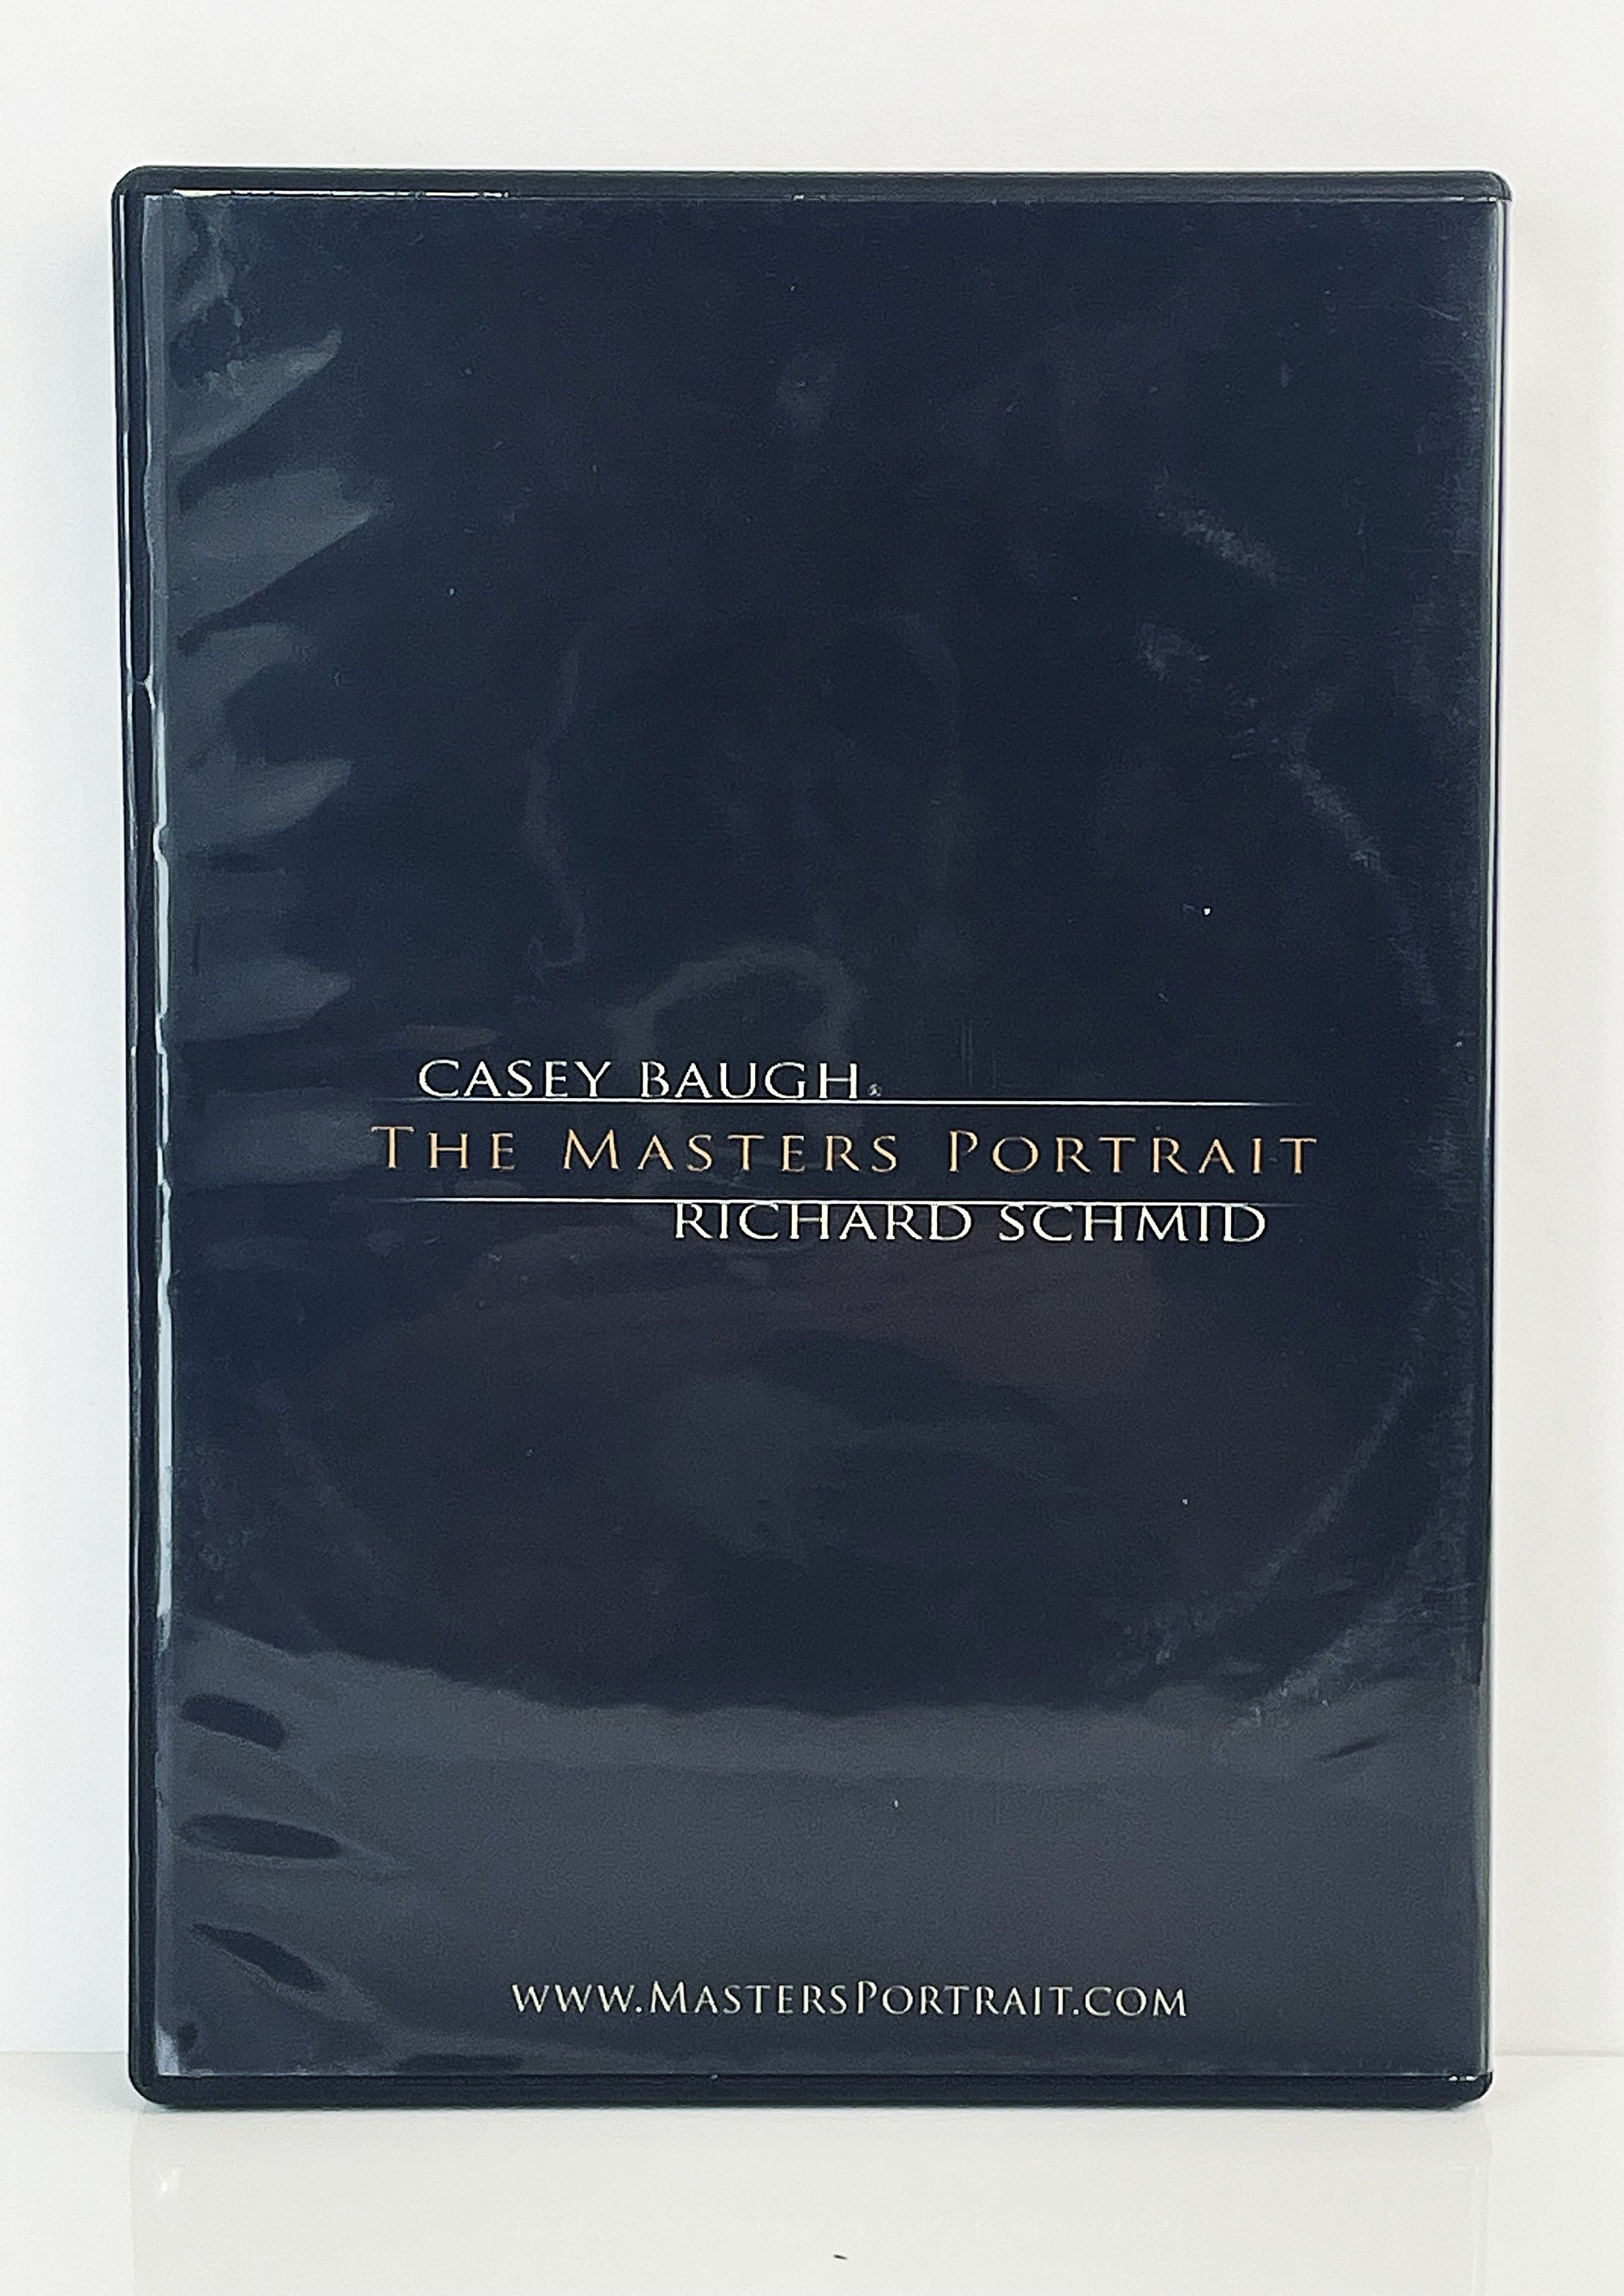 CASEY BAUGH
THE MASTERS PORTRAIT
RICHARD SCHMID
WWW.MASTERSPORTRAIT.COM